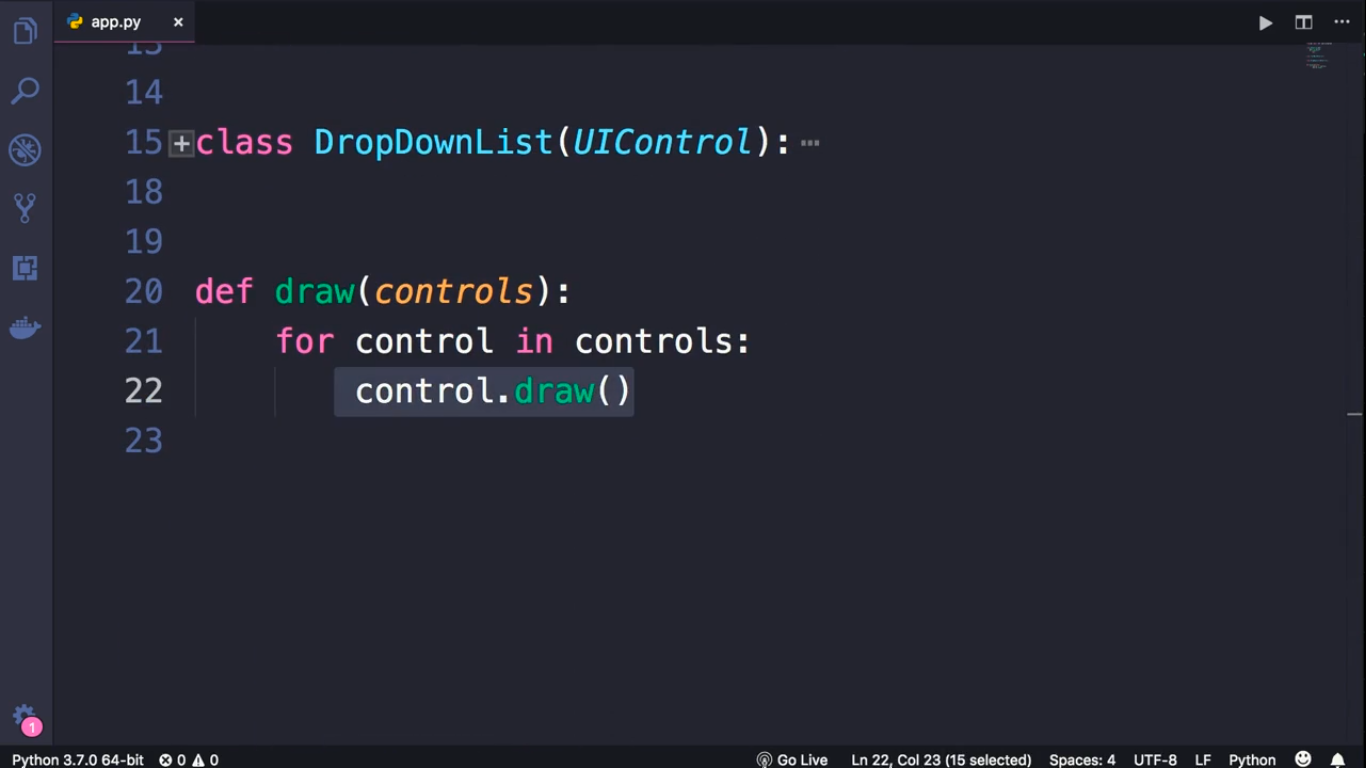 app.py
13
14
15 class DropDownList(UIControl):
18
19
20 def draw(controls):
21 for control in controls:
22 control.draw()
23
1
Python 3.7.0 64-bit 0 0 Go Live Ln 22, Col 23 (15 selected) Spaces: 4 UTF-8 LF Python